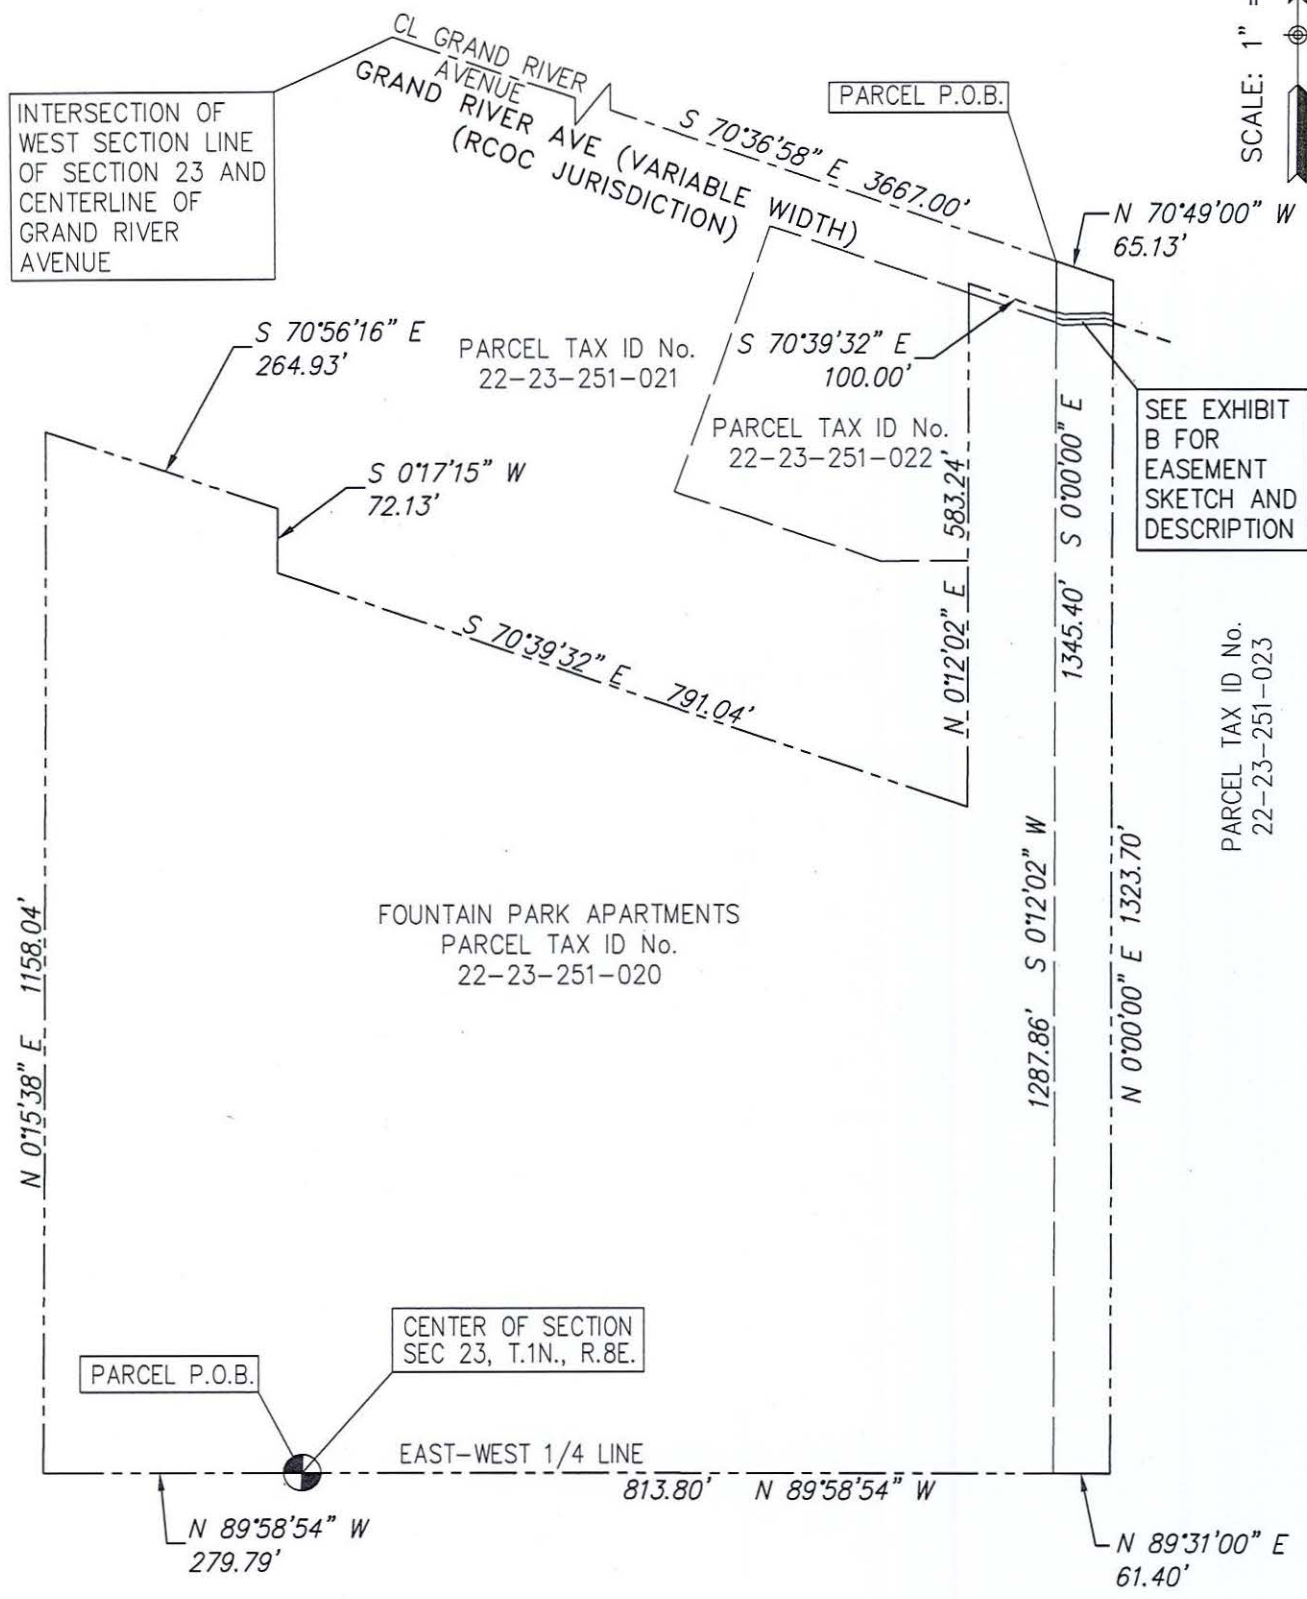 CL GRAND RIVER
AVENUE
GRAND RIVER AVE (VARIABLE WIDTH)
(RCOC JURISDICTION)
INTERSECTION OF
WEST SECTION LINE
OF SECTION 23 AND
CENTERLINE OF
GRAND RIVER
AVENUE
S 70°36'58" E 3667.00'
PARCEL P.O.B.
SCALE: 1" =
N 70°49'00" W
65.13'
S 70°56'16" E
264.93'
PARCEL TAX ID No.
22-23-251-021
S 70°39'32" E
100.00'
PARCEL TAX ID No.
22-23-251-022
SEE EXHIBIT
B FOR
EASEMENT
SKETCH AND
DESCRIPTION
S 0°17'15" W
72.13'
S 70°39'32" E 791.04'
N 0°12'02" E 583.24'
1345.40' S 0°00'00" E
PARCEL TAX ID No.
22-23-251-023
FOUNTAIN PARK APARTMENTS
PARCEL TAX ID No.
22-23-251-020
N 0°15'38" E 1158.04'
1287.86' S 0°12'02" W
N 0°00'00" E 1323.70'
CENTER OF SECTION
SEC 23, T.1N., R.8E.
PARCEL P.O.B.
EAST-WEST 1/4 LINE
813.80' N 89°58'54" W
N 89°58'54" W
279.79'
N 89°31'00" E
61.40'